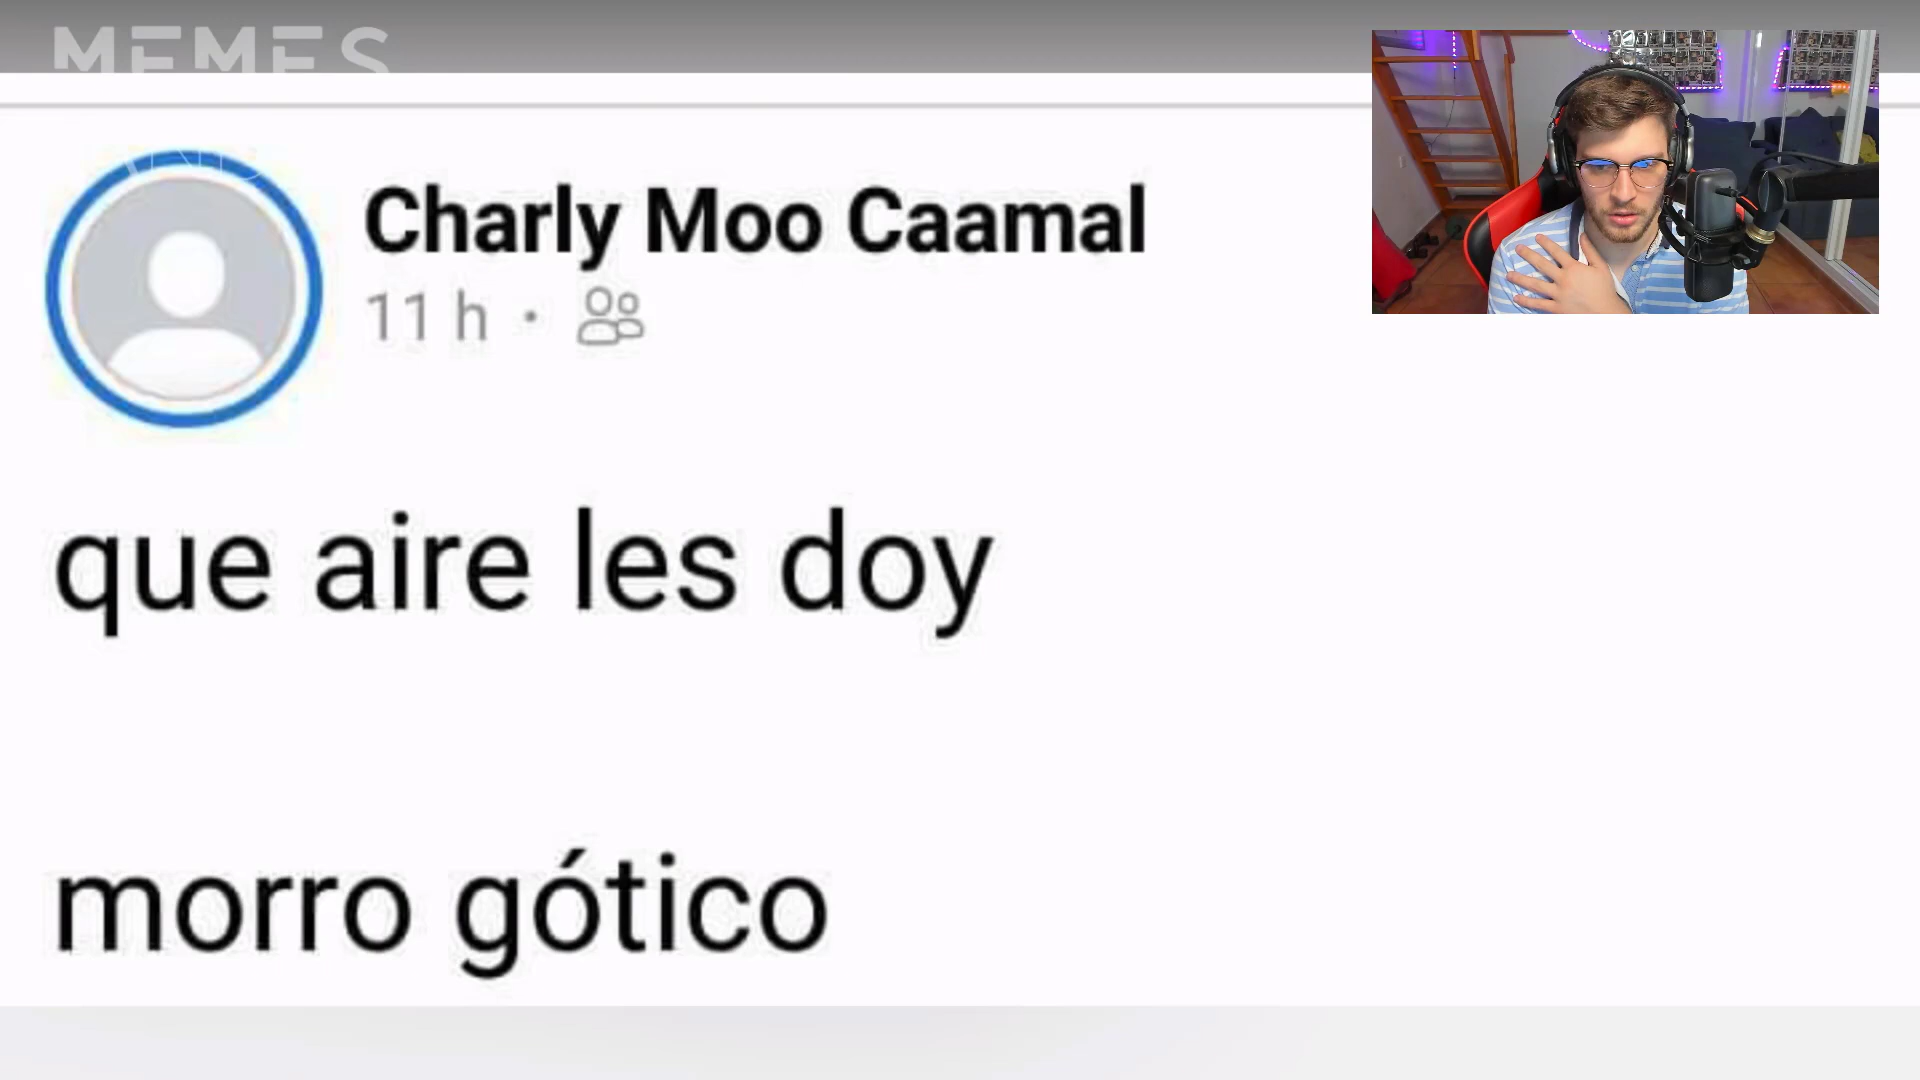 MEMES
Charly Moo Caamal
11 h ·
que aire les doy
morro gótico